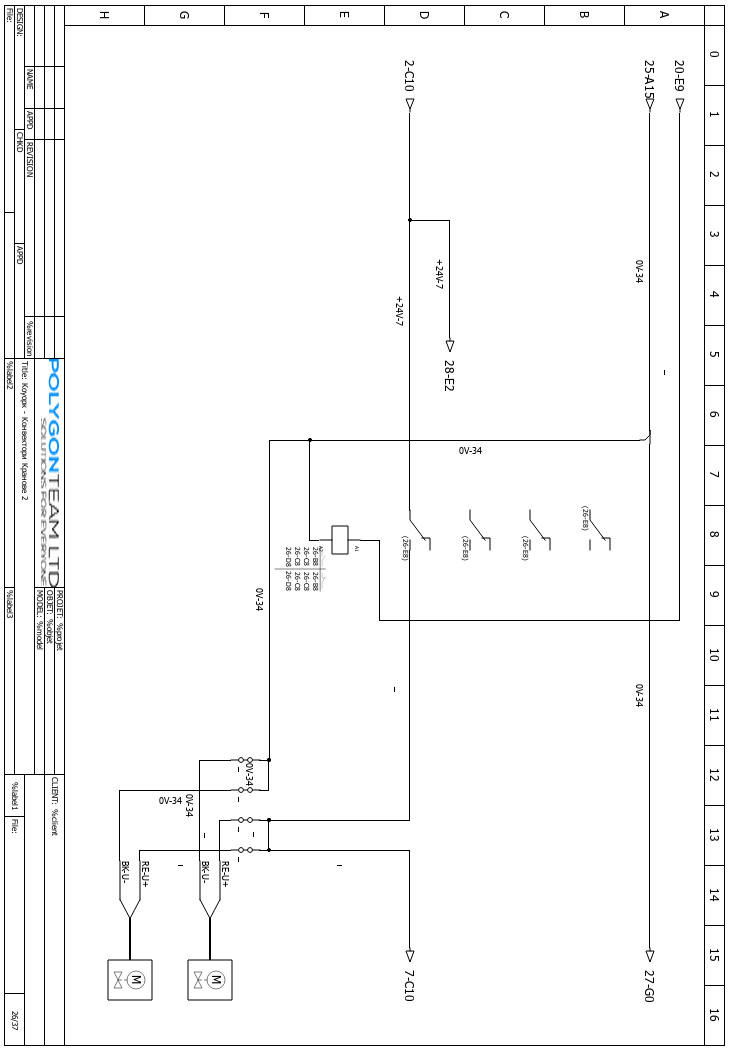 0 1 2 3 4 5 6 7 8 9 10 11 12 13 14 15 16
A
20-E9
25-A15
0V-34
0V-34
27-G0
B
(26-E8)
(26-E8)
C
(26-E8)
0V-34
28-E2
+24V-7
D
2-C10
+24V-7
(26-E8)
7-C10
E
A1
A2
26-B8 26-B8
26-C8 26-C8
26-C8 26-C8
26-D8 26-D8
F
0V-34
0V-34
G
RE-U+
BK-U-
M
0V-34
0V-34
H
RE-U+
BK-U-
M
POLYGONTEAM LTD
SOLUTIONS FOR EVERYONE
PROJET: %projet
OBJET: %objet
MODEL: %model
CLIENT: %client
NAME
APPD
REVISION
%revision
Title: Коуорк - Конвектори Кранове 2
DESIGN:
CHKD
APPD
File:
%label2
%label3
%label1
File:
26/37